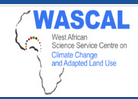 WASCAL
West African
Science Service Centre on
Climate Change
and Adapted Land Use